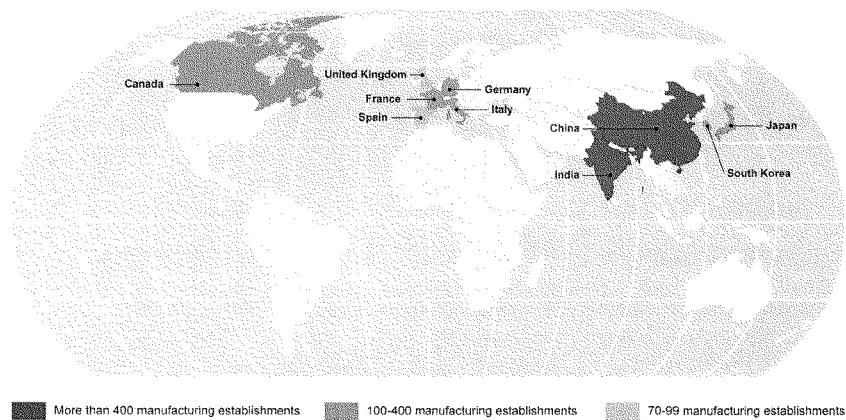 Canada
United Kingdom
France
Spain
Germany
Italy
China
India
Japan
South Korea
More than 400 manufacturing establishments
100-400 manufacturing establishments
70-99 manufacturing establishments